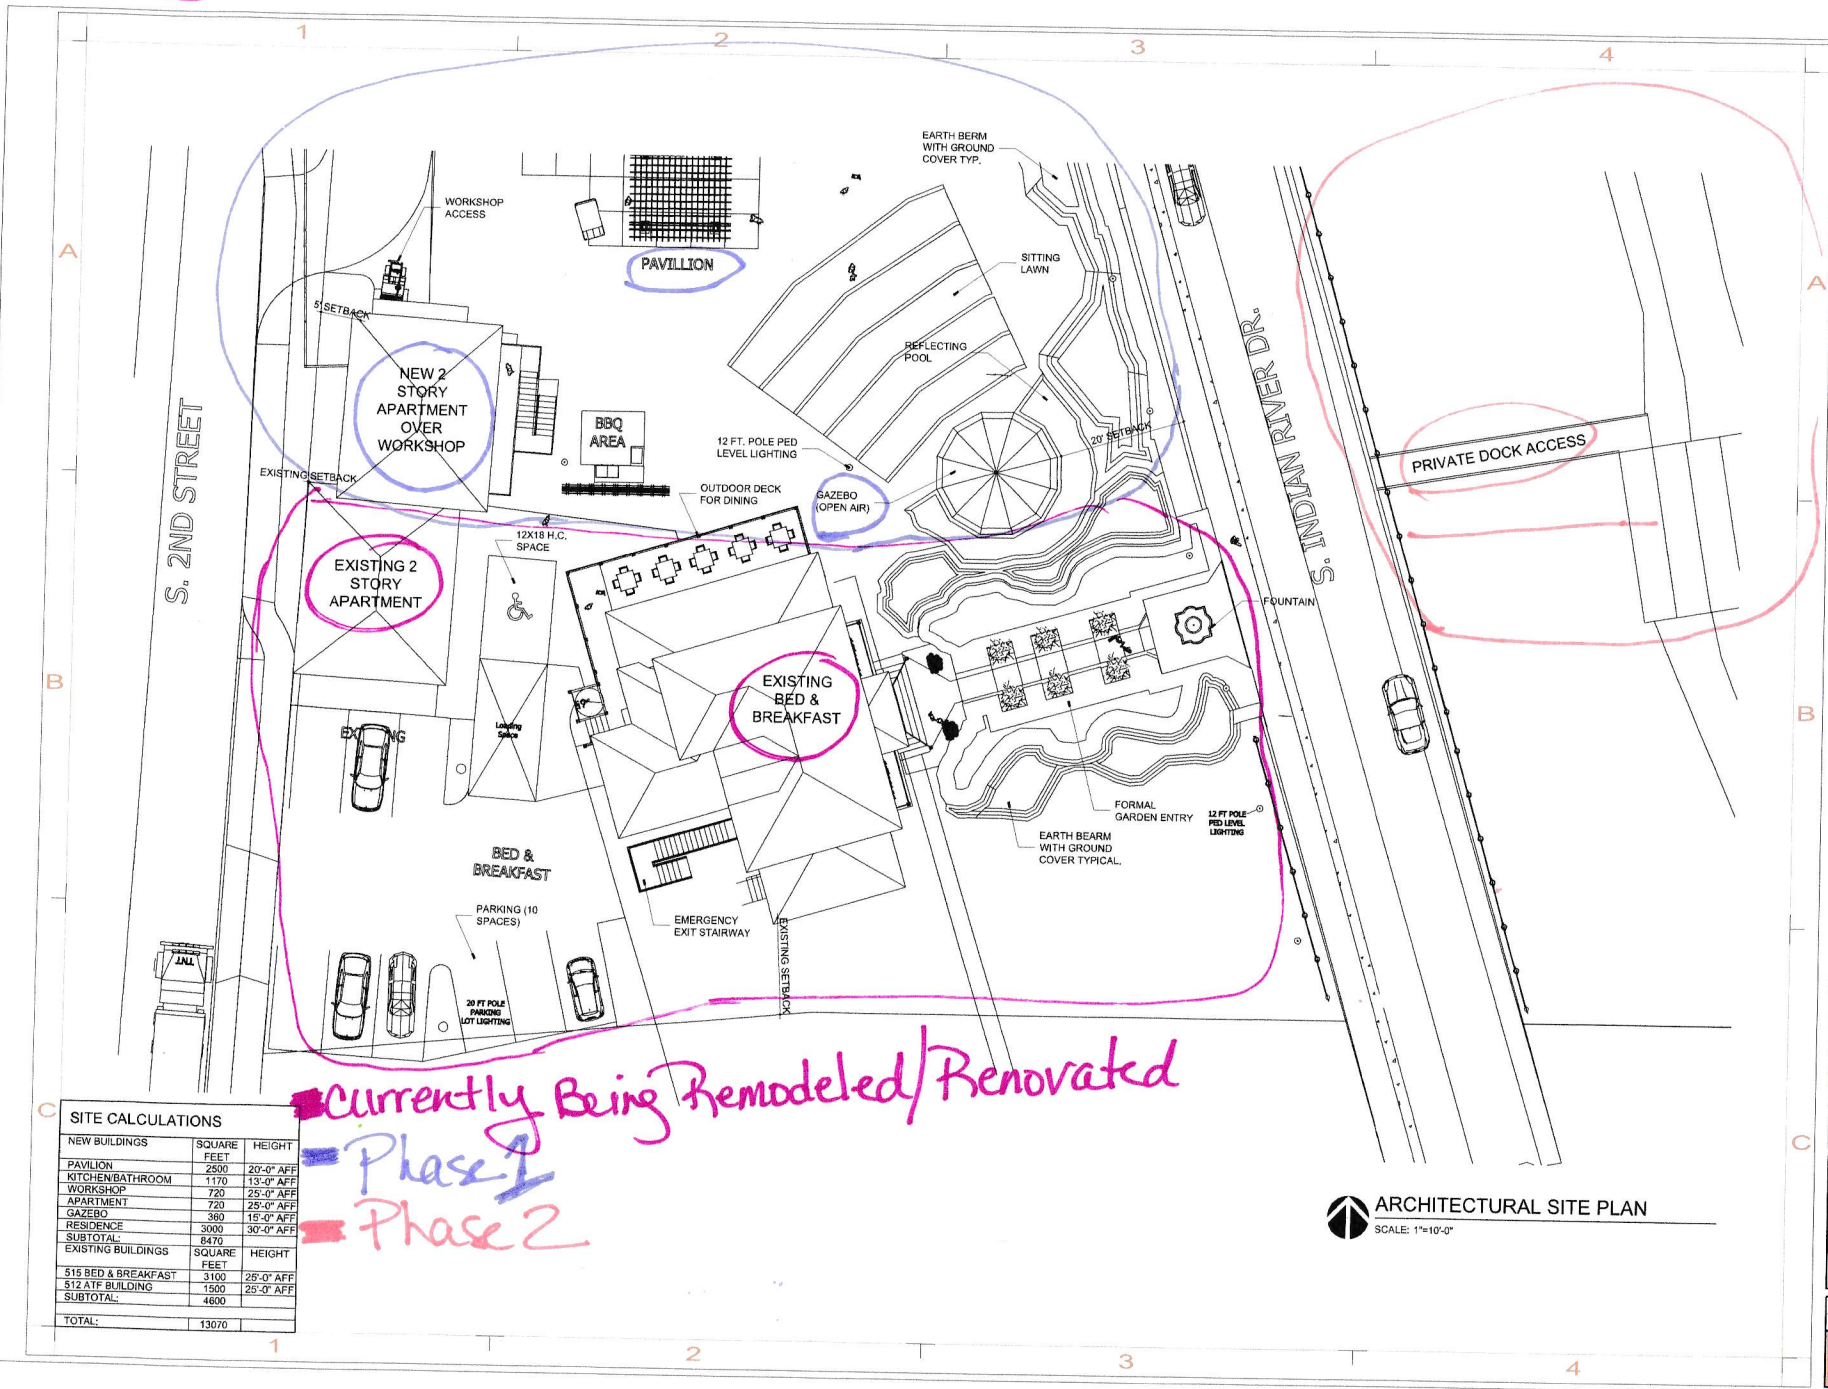 1
2
3
4
A
A
B
B
C
C
1
2
3
4
EARTH BERM
WITH GROUND
COVER TYP.
WORKSHOP
ACCESS
PAVILLION
SITTING
LAWN
5' SETBACK
REFLECTING
POOL
NEW 2
STORY
APARTMENT
OVER
WORKSHOP
BBQ
AREA
12 FT. POLE PED
LEVEL LIGHTING
20' SETBACK
S. INDIAN RIVER DR.
PRIVATE DOCK ACCESS
S. 2ND STREET
EXISTING SETBACK
OUTDOOR DECK
FOR DINING
GAZEBO
(OPEN AIR)
12X18 H.C.
SPACE
EXISTING 2
STORY
APARTMENT
FOUNTAIN
EXISTING
BED &
BREAKFAST
Loading
Space
EXISTING
FORMAL
GARDEN ENTRY
12 FT POLE
PED LEVEL
LIGHTING
EARTH BEARM
WITH GROUND
COVER TYPICAL.
BED &
BREAKFAST
PARKING (10
SPACES)
EMERGENCY
EXIT STAIRWAY
EXISTING SETBACK
TNT
20 FT POLE
PARKING
LOT LIGHTING
Currently Being Remodeled/Renovated
Phase 1
Phase 2
SITE CALCULATIONS
NEW BUILDINGS SQUARE FEET HEIGHT
PAVILION 2500 20'-0" AFF
KITCHEN/BATHROOM 1170 13'-0" AFF
WORKSHOP 720 25'-0" AFF
APARTMENT 720 25'-0" AFF
GAZEBO 360 15'-0" AFF
RESIDENCE 3000 30'-0" AFF
SUBTOTAL: 8470
EXISTING BUILDINGS SQUARE FEET HEIGHT
515 BED & BREAKFAST 3100 25'-0" AFF
512 ATF BUILDING 1500 25'-0" AFF
SUBTOTAL: 4600
TOTAL: 13070
ARCHITECTURAL SITE PLAN
SCALE: 1"=10'-0"